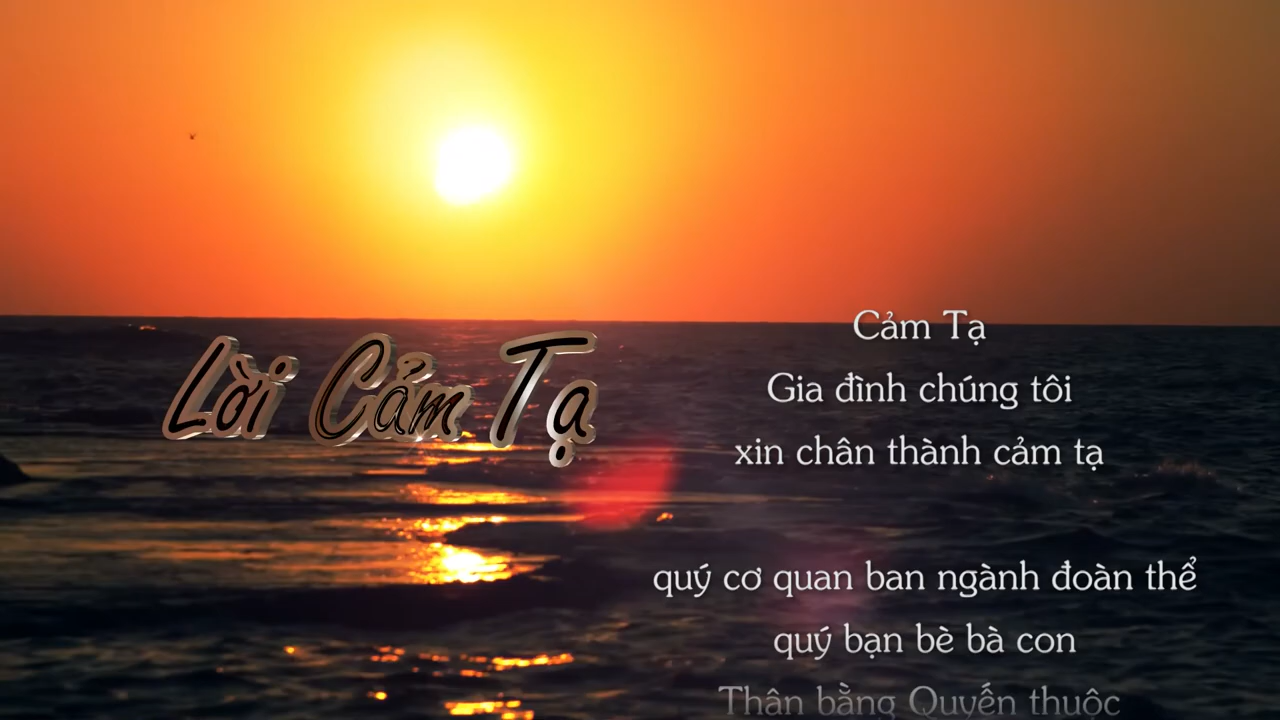 Lời Cảm Tạ
Cảm Tạ
Gia đình chúng tôi
xin chân thành cảm tạ
quý cơ quan ban ngành đoàn thể
quý bạn bè bà con
Thân bằng Quyến thuộc